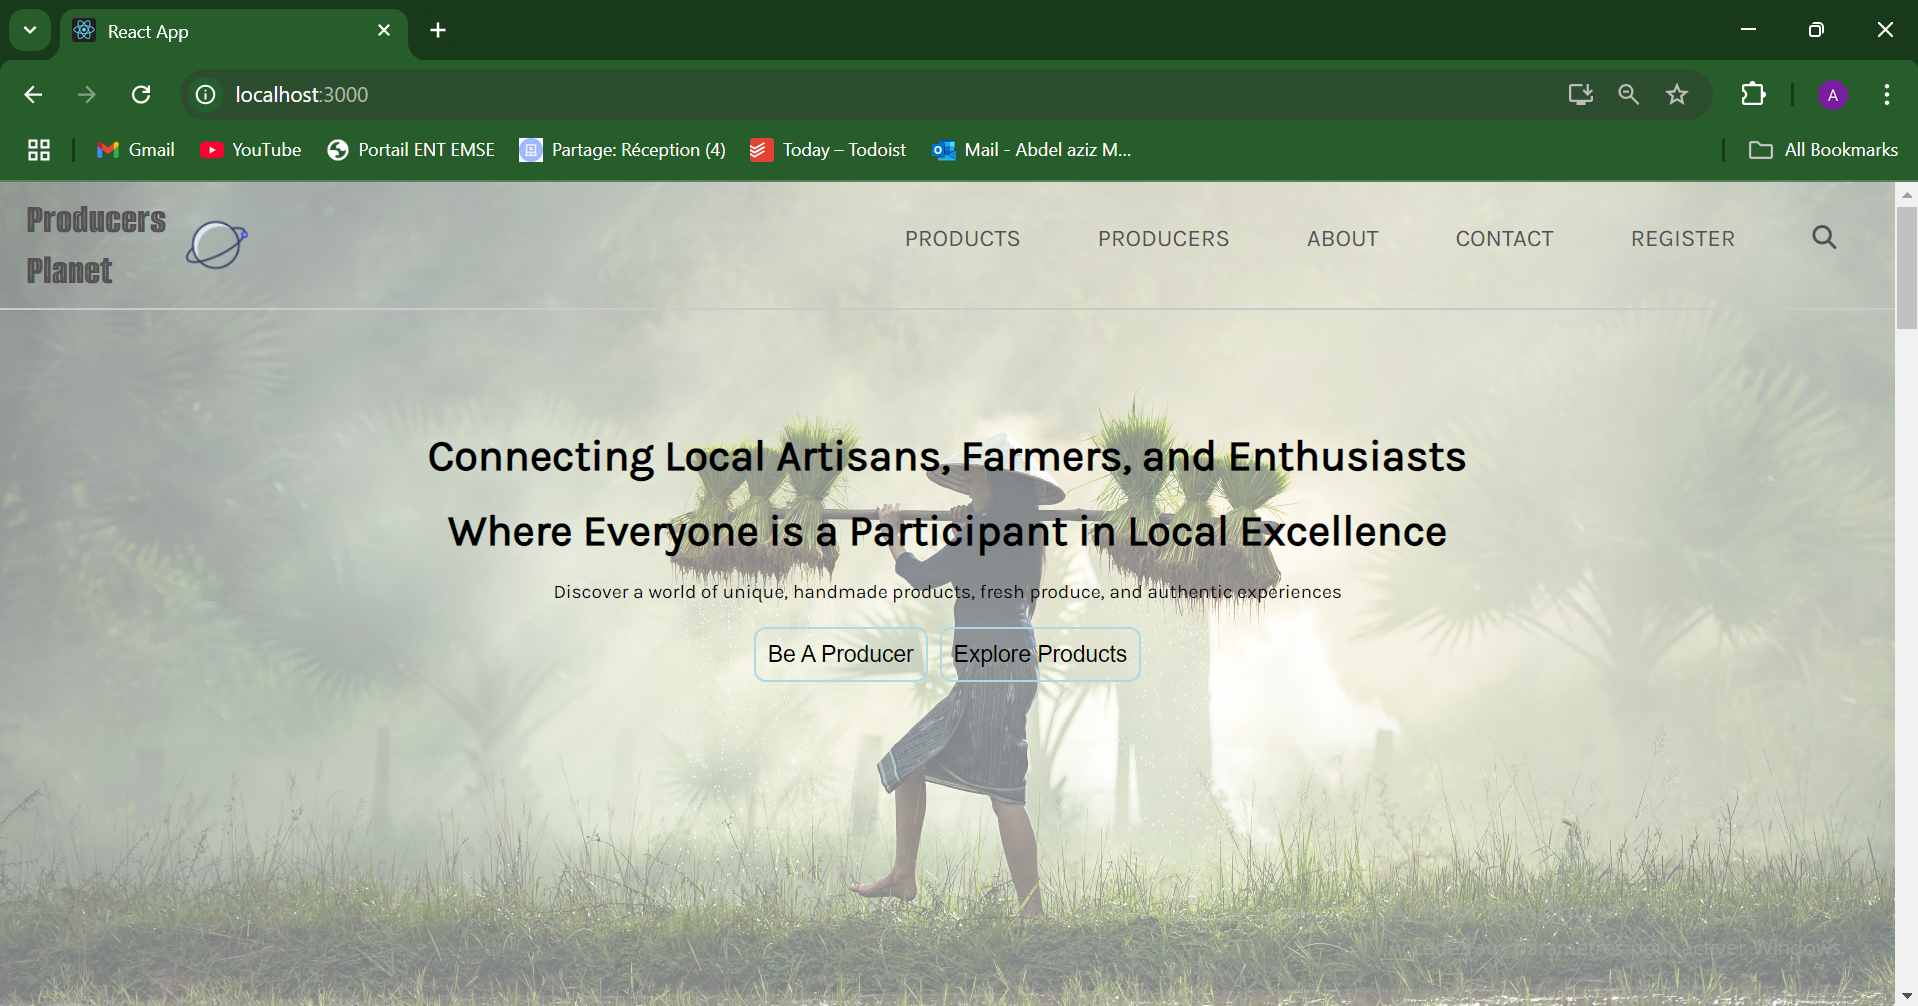 React App
localhost:3000
A
Gmail
YouTube
Portail ENT EMSE
Partage: Réception (4)
Today – Todoist
Mail - Abdel aziz M...
All Bookmarks
Producers
Planet
PRODUCTS
PRODUCERS
ABOUT
CONTACT
REGISTER
Connecting Local Artisans, Farmers, and Enthusiasts
Where Everyone is a Participant in Local Excellence
Discover a world of unique, handmade products, fresh produce, and authentic experiences
Be A Producer
Explore Products
paramètres pour activer Windows.